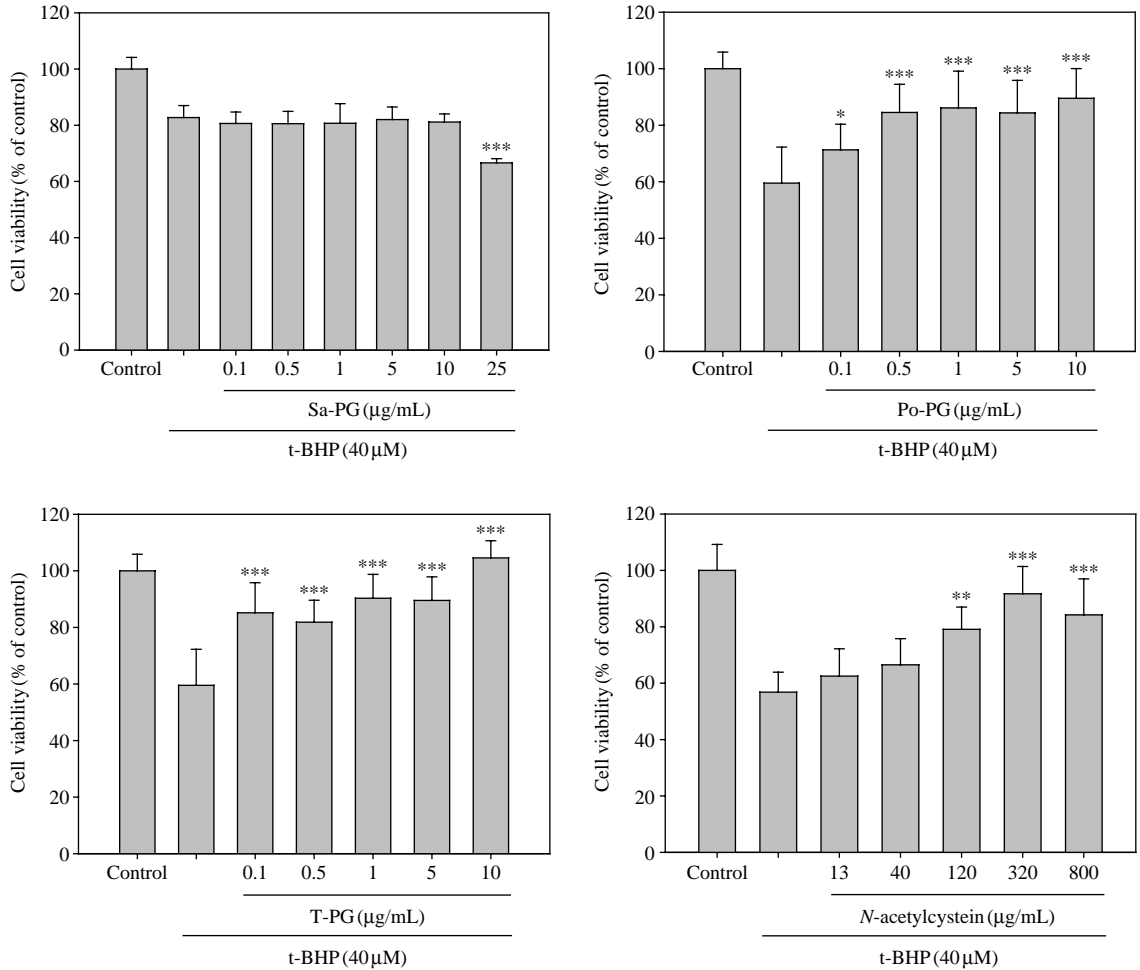 120
100
80
60
40
20
0
Cell viability (% of control)
***
Control 0.1 0.5 1 5 10 25
Sa-PG (μg/mL)
t-BHP (40 μM)
120
100
80
60
40
20
0
Cell viability (% of control)
* *** *** *** ***
Control 0.1 0.5 1 5 10
Po-PG (μg/mL)
t-BHP (40 μM)
120
100
80
60
40
20
0
Cell viability (% of control)
*** *** *** *** ***
Control 0.1 0.5 1 5 10
T-PG (μg/mL)
t-BHP (40 μM)
120
100
80
60
40
20
0
Cell viability (% of control)
** *** ***
Control 13 40 120 320 800
N-acetylcystein (μg/mL)
t-BHP (40 μM)